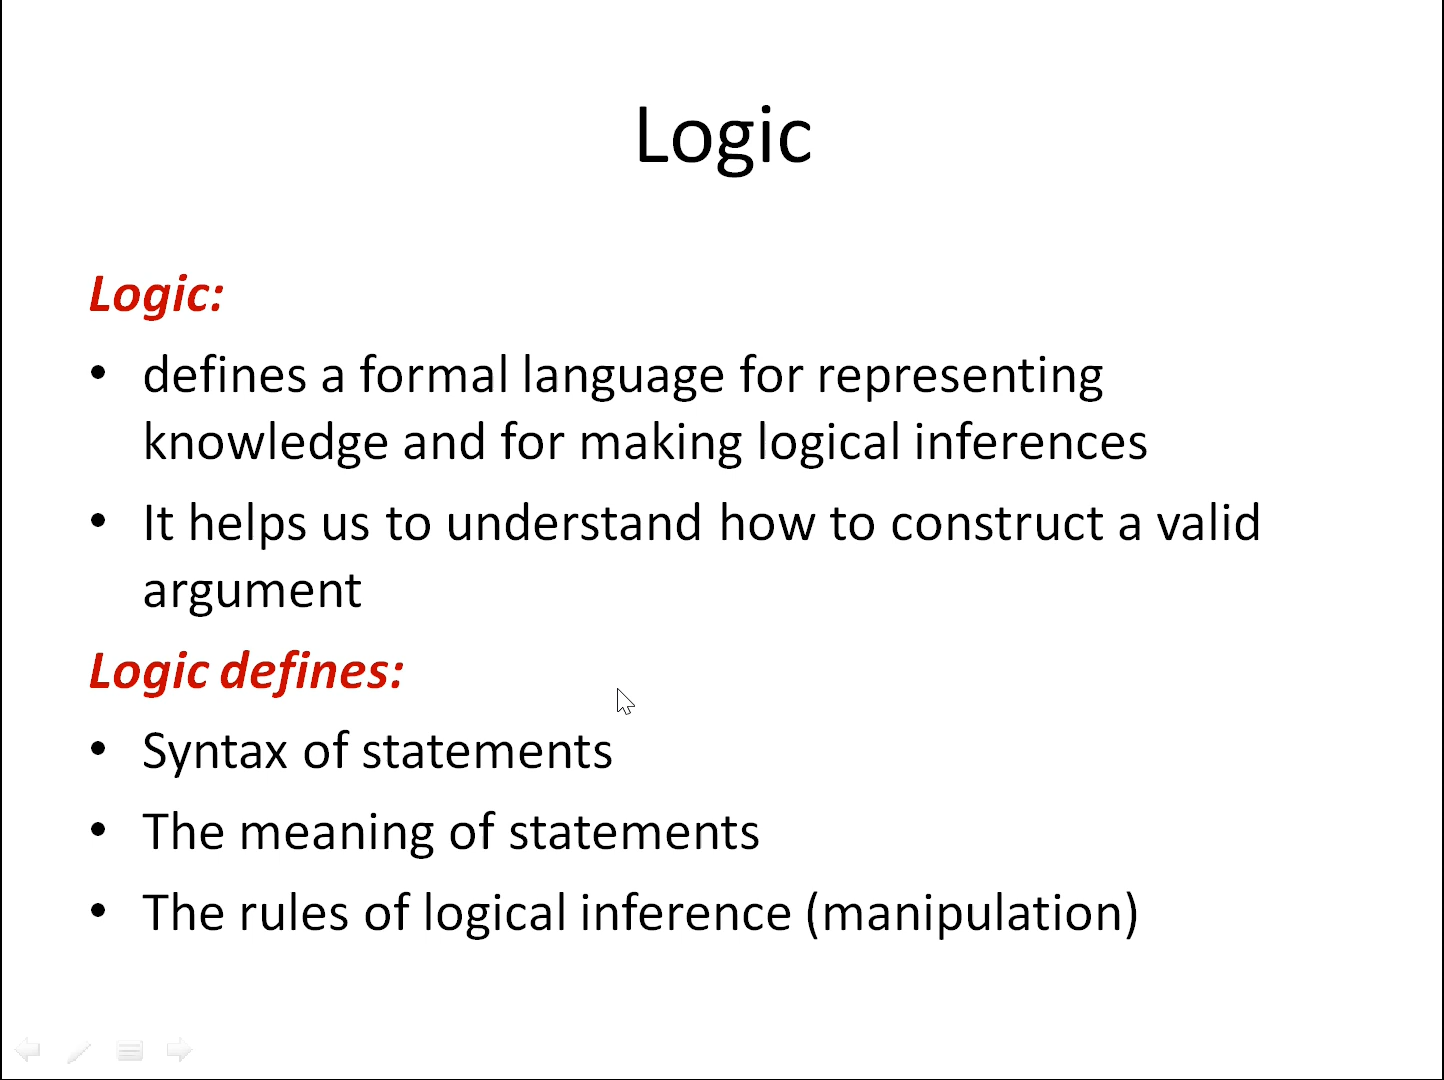 Logic
Logic:
• defines a formal language for representing
knowledge and for making logical inferences
• It helps us to understand how to construct a valid
argument
Logic defines:
• Syntax of statements
• The meaning of statements
• The rules of logical inference (manipulation)